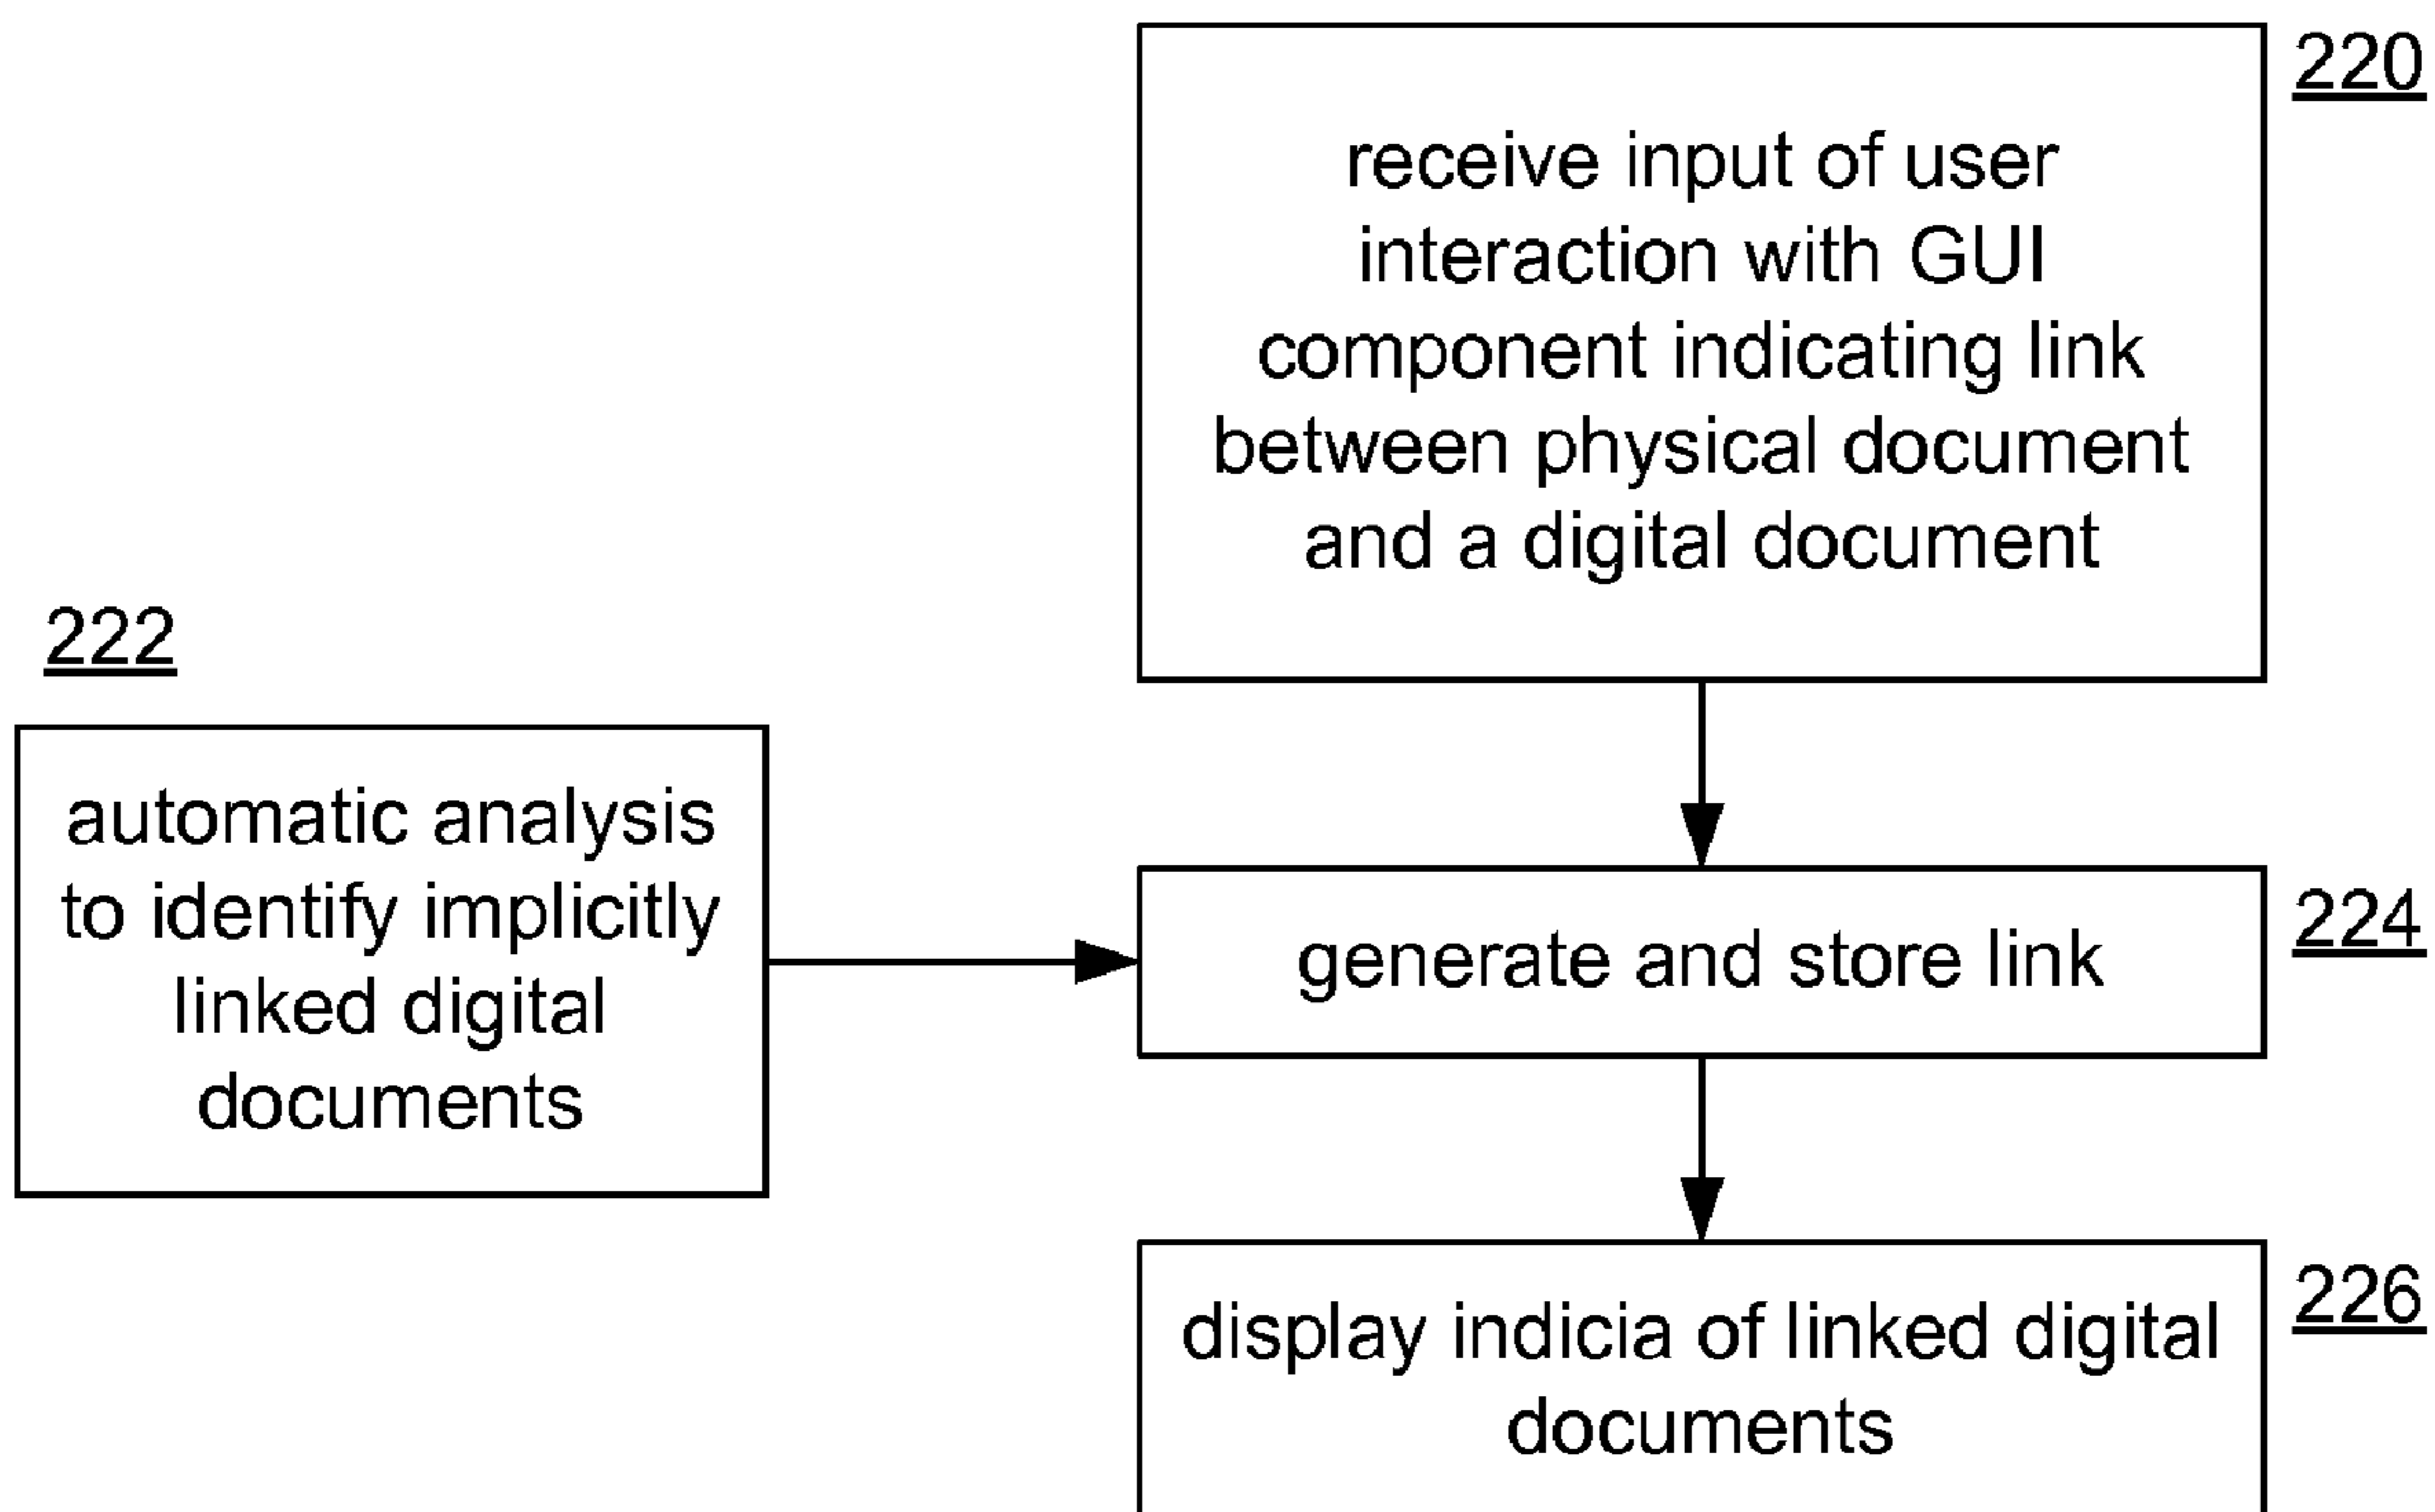 220
receive input of user
interaction with GUI
component indicating link
between physical document
and a digital document
222
automatic analysis
to identify implicitly
linked digital
documents
generate and store link
224
display indicia of linked digital
documents
226